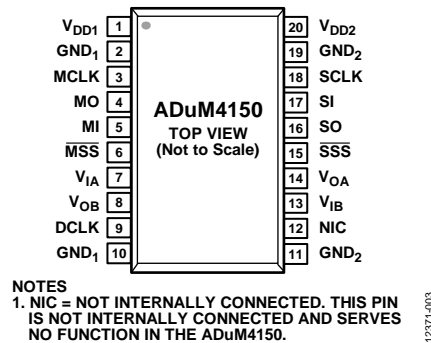 VDD1 1 20 VDD2
GND1 2 19 GND2
MCLK 3 18 SCLK
MO 4 17 SI
MI 5 16 SO
MSS 6 15 SSS
VIA 7 14 VOA
VOB 8 13 VIB
DCLK 9 12 NIC
GND1 10 11 GND2
ADuM4150
TOP VIEW
(Not to Scale)
NOTES
1. NIC = NOT INTERNALLY CONNECTED. THIS PIN
IS NOT INTERNALLY CONNECTED AND SERVES
NO FUNCTION IN THE ADuM4150.
12371-003